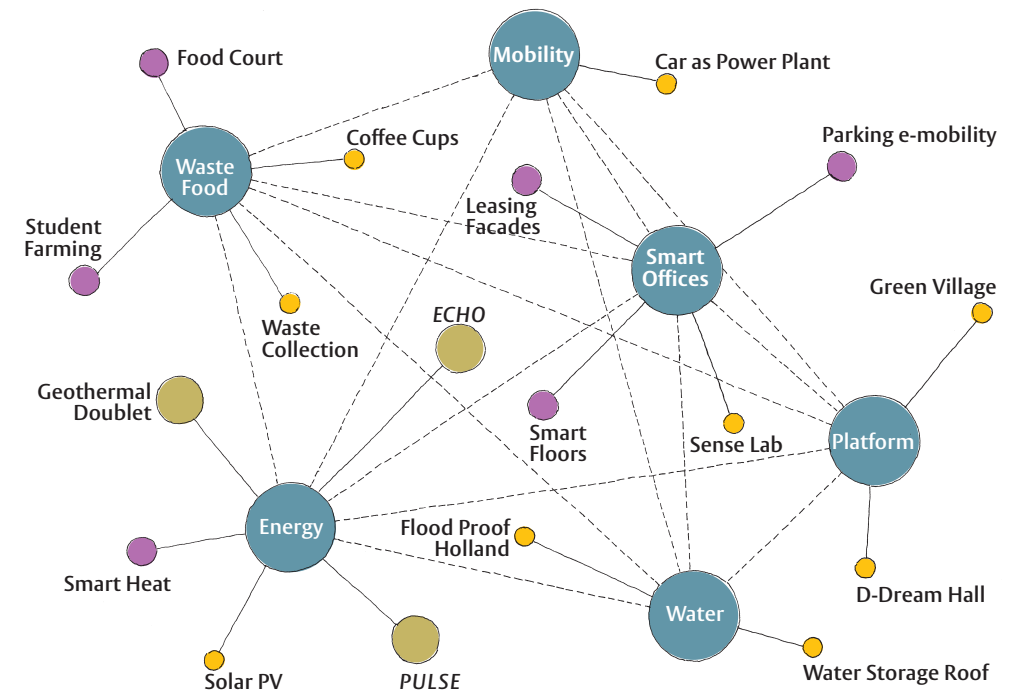 Mobility
Food Court
Car as Power Plant
Coffee Cups
Parking e-mobility
Waste
Food
Leasing
Facades
Student
Farming
Smart
Offices
Green Village
ECHO
Waste
Collection
Geothermal
Doublet
Smart
Floors
Sense Lab
Platform
Energy
Flood Proof
Holland
Smart Heat
D-Dream Hall
Water
Solar PV
PULSE
Water Storage Roof